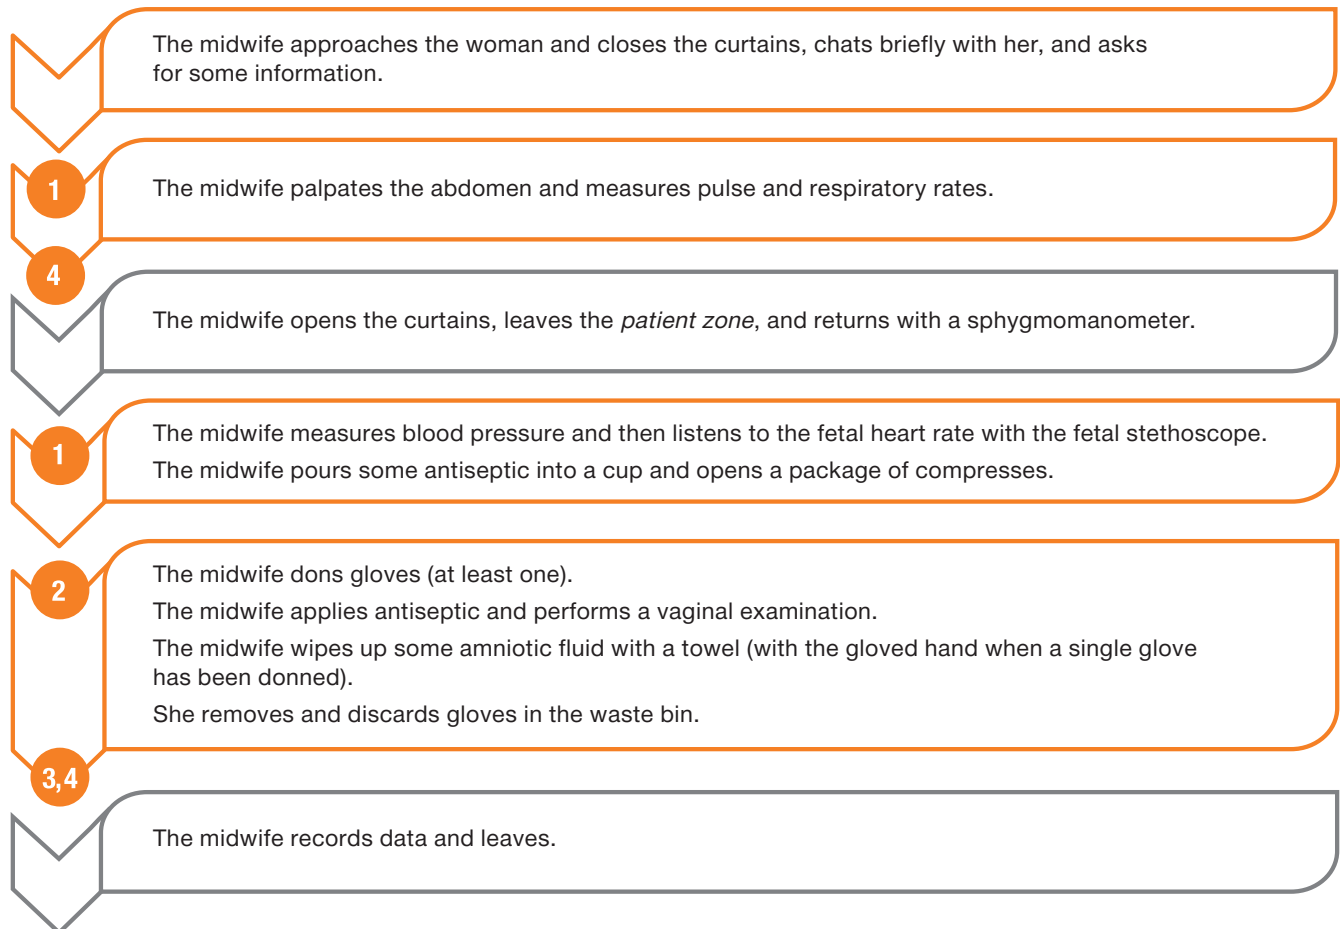 The midwife approaches the woman and closes the curtains, chats briefly with her, and asks
for some information.
1
The midwife palpates the abdomen and measures pulse and respiratory rates.
4
The midwife opens the curtains, leaves the patient zone, and returns with a sphygmomanometer.
1
The midwife measures blood pressure and then listens to the fetal heart rate with the fetal stethoscope.
The midwife pours some antiseptic into a cup and opens a package of compresses.
2
The midwife dons gloves (at least one).
The midwife applies antiseptic and performs a vaginal examination.
The midwife wipes up some amniotic fluid with a towel (with the gloved hand when a single glove
has been donned).
She removes and discards gloves in the waste bin.
3,4
The midwife records data and leaves.